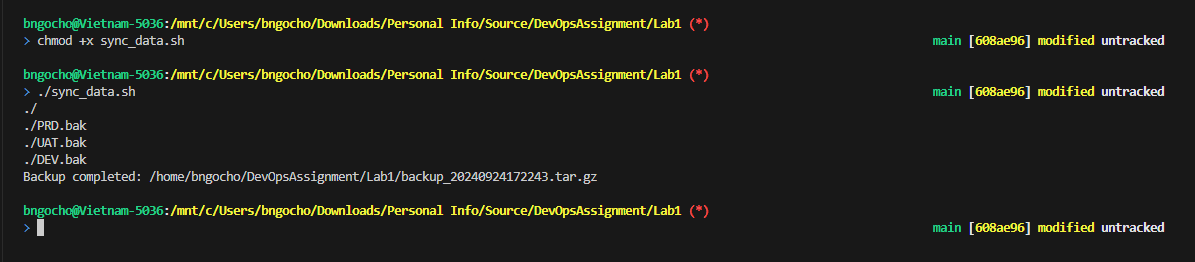 bngocho@Vietnam-5036:/mnt/c/Users/bngocho/Downloads/Personal Info/Source/DevOpsAssignment/Lab1 (*)
> chmod +x sync_data.sh main [608ae96] modified untracked
bngocho@Vietnam-5036:/mnt/c/Users/bngocho/Downloads/Personal Info/Source/DevOpsAssignment/Lab1 (*)
> ./sync_data.sh main [608ae96] modified untracked
./
./PRD.bak
./UAT.bak
./DEV.bak
Backup completed: /home/bngocho/DevOpsAssignment/Lab1/backup_20240924172243.tar.gz
bngocho@Vietnam-5036:/mnt/c/Users/bngocho/Downloads/Personal Info/Source/DevOpsAssignment/Lab1 (*)
> main [608ae96] modified untracked